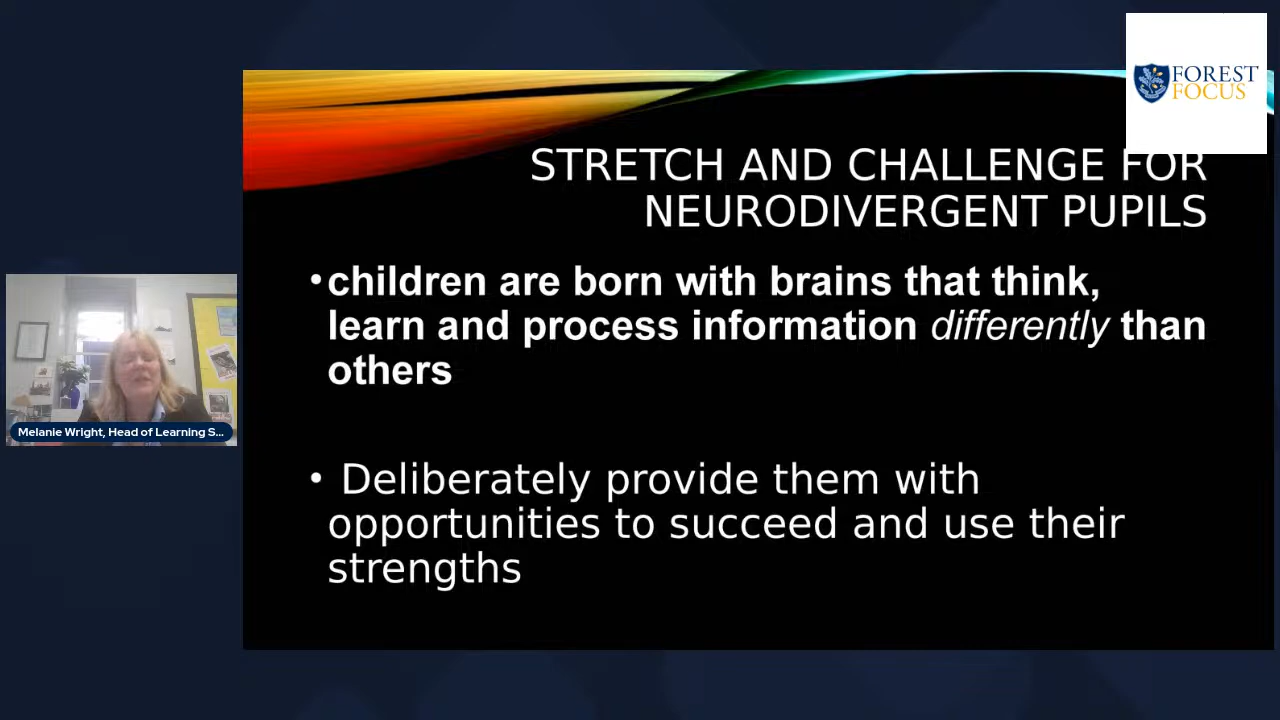 FOREST
FOCUS
STRETCH AND CHALLENGE FOR
NEURODIVERGENT PUPILS
•children are born with brains that think,
learn and process information differently than
others
• Deliberately provide them with
opportunities to succeed and use their
strengths
Melanie Wright, Head of Learning S...